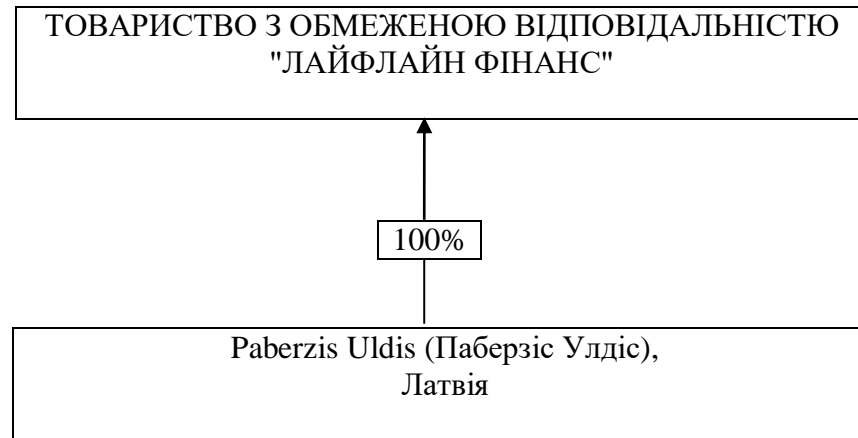 ТОВАРИСТВО З ОБМЕЖЕНОЮ ВІДПОВІДАЛЬНІСТЮ
"ЛАЙФЛАЙН ФІНАНС"
100%
Paberzis Uldis (Паберзіс Улдіс),
Латвія